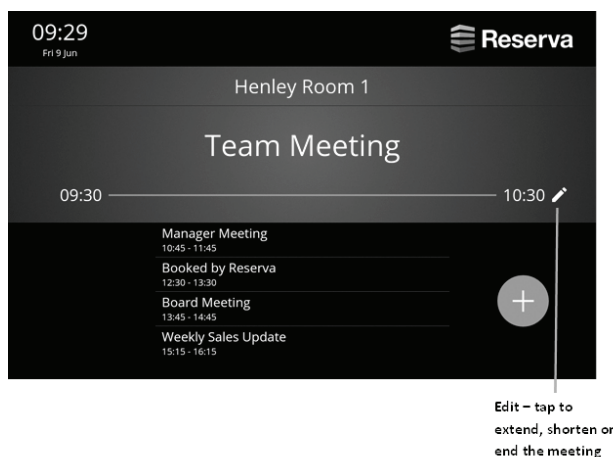 09:29
Fri 9 Jun
Reserva
Henley Room 1
Team Meeting
09:30
10:30
Manager Meeting
10:45 - 11:45
Booked by Reserva
12:30 - 13:30
Board Meeting
13:45 - 14:45
Weekly Sales Update
15:15 - 16:15
Edit – tap to
extend, shorten or
end the meeting